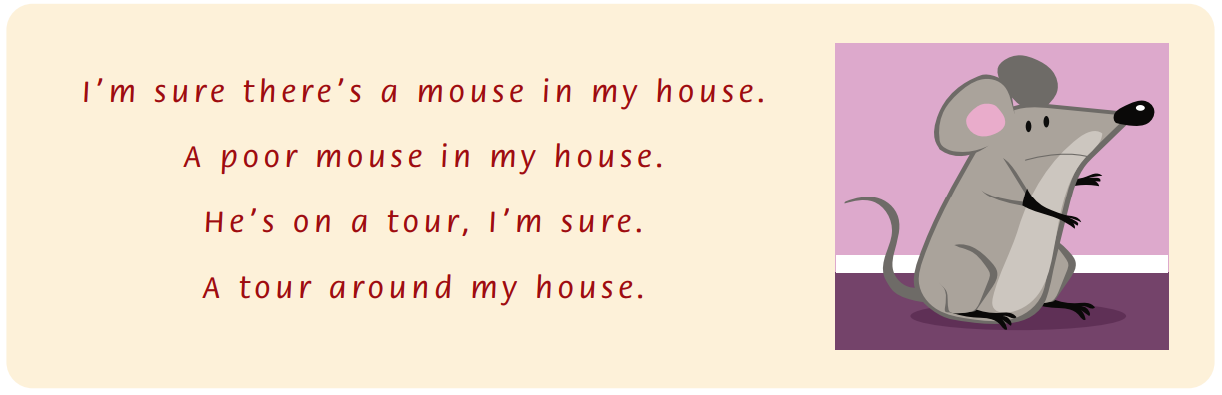 I’m sure there’s a mouse in my house.
A poor mouse in my house.
He’s on a tour, I’m sure.
A tour around my house.